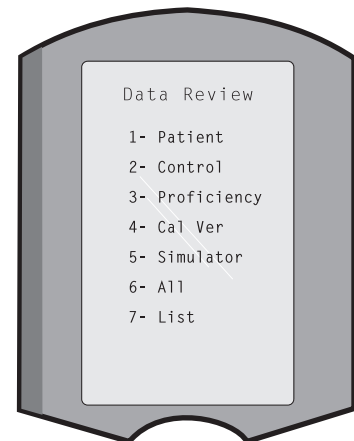 Data Review
1- Patient
2- Control
3- Proficiency
4- Cal Ver
5- Simulator
6- All
7- List